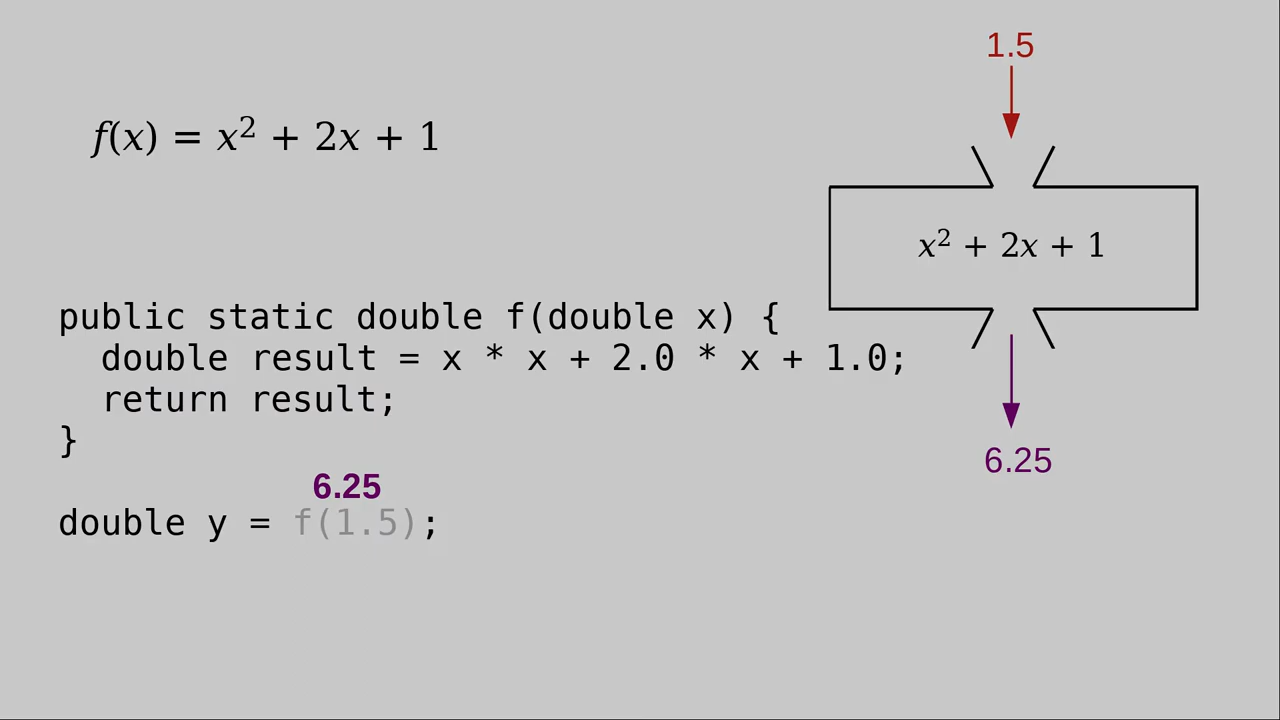 1.5
f(x) = x² + 2x + 1
x² + 2x + 1
public static double f(double x) {
  double result = x * x + 2.0 * x + 1.0;
  return result;
}
6.25
6.25
double y = f(1.5);